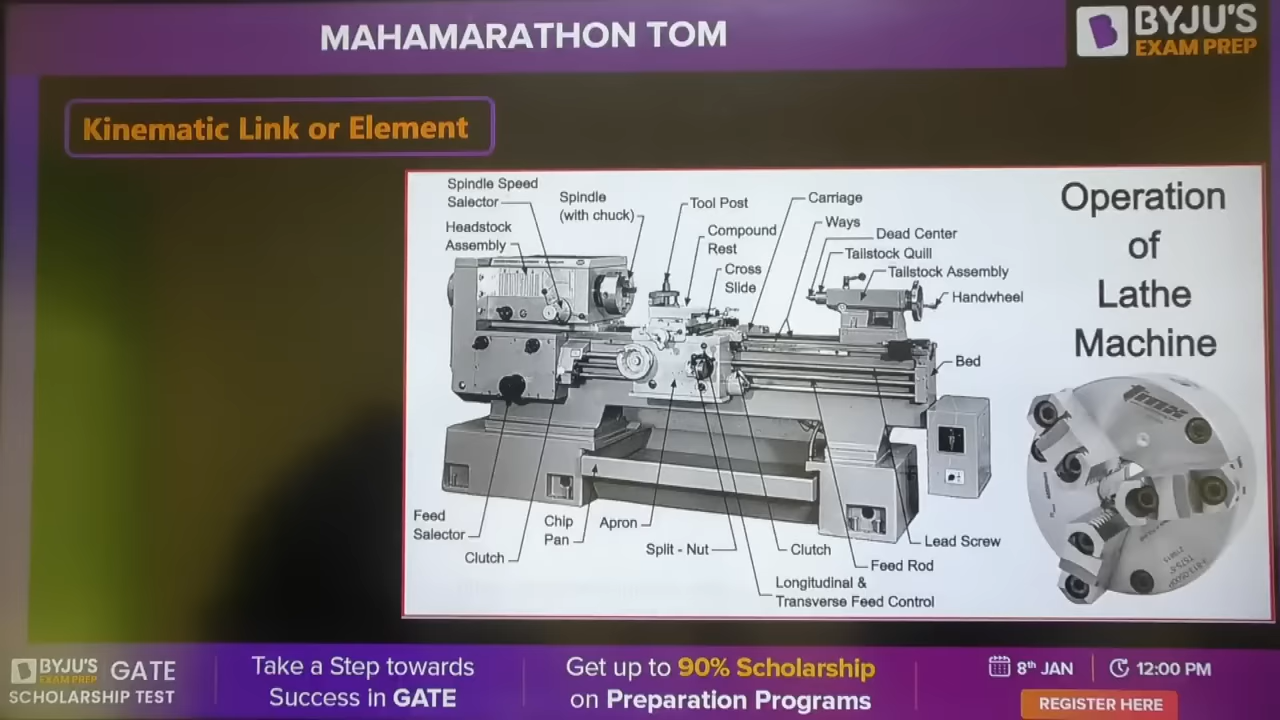 MAHAMARATHON TOM
BYJU'S
EXAM PREP
Kinematic Link or Element
Spindle Speed
Salector
Spindle
(with chuck)
Headstock
Assembly
Tool Post
Compound
Rest
Cross
Slide
Carriage
Ways
Dead Center
Tailstock Quill
Tailstock Assembly
Handwheel
Bed
Operation
of
Lathe
Machine
Feed
Salector
Clutch
Chip
Pan
Apron
Split - Nut
Clutch
Longitudinal &
Transverse Feed Control
Feed Rod
Lead Screw
BYJU'S
EXAM PREP
GATE
SCHOLARSHIP TEST
Take a Step towards
Success in GATE
Get up to 90% Scholarship
on Preparation Programs
8th JAN
12:00 PM
REGISTER HERE